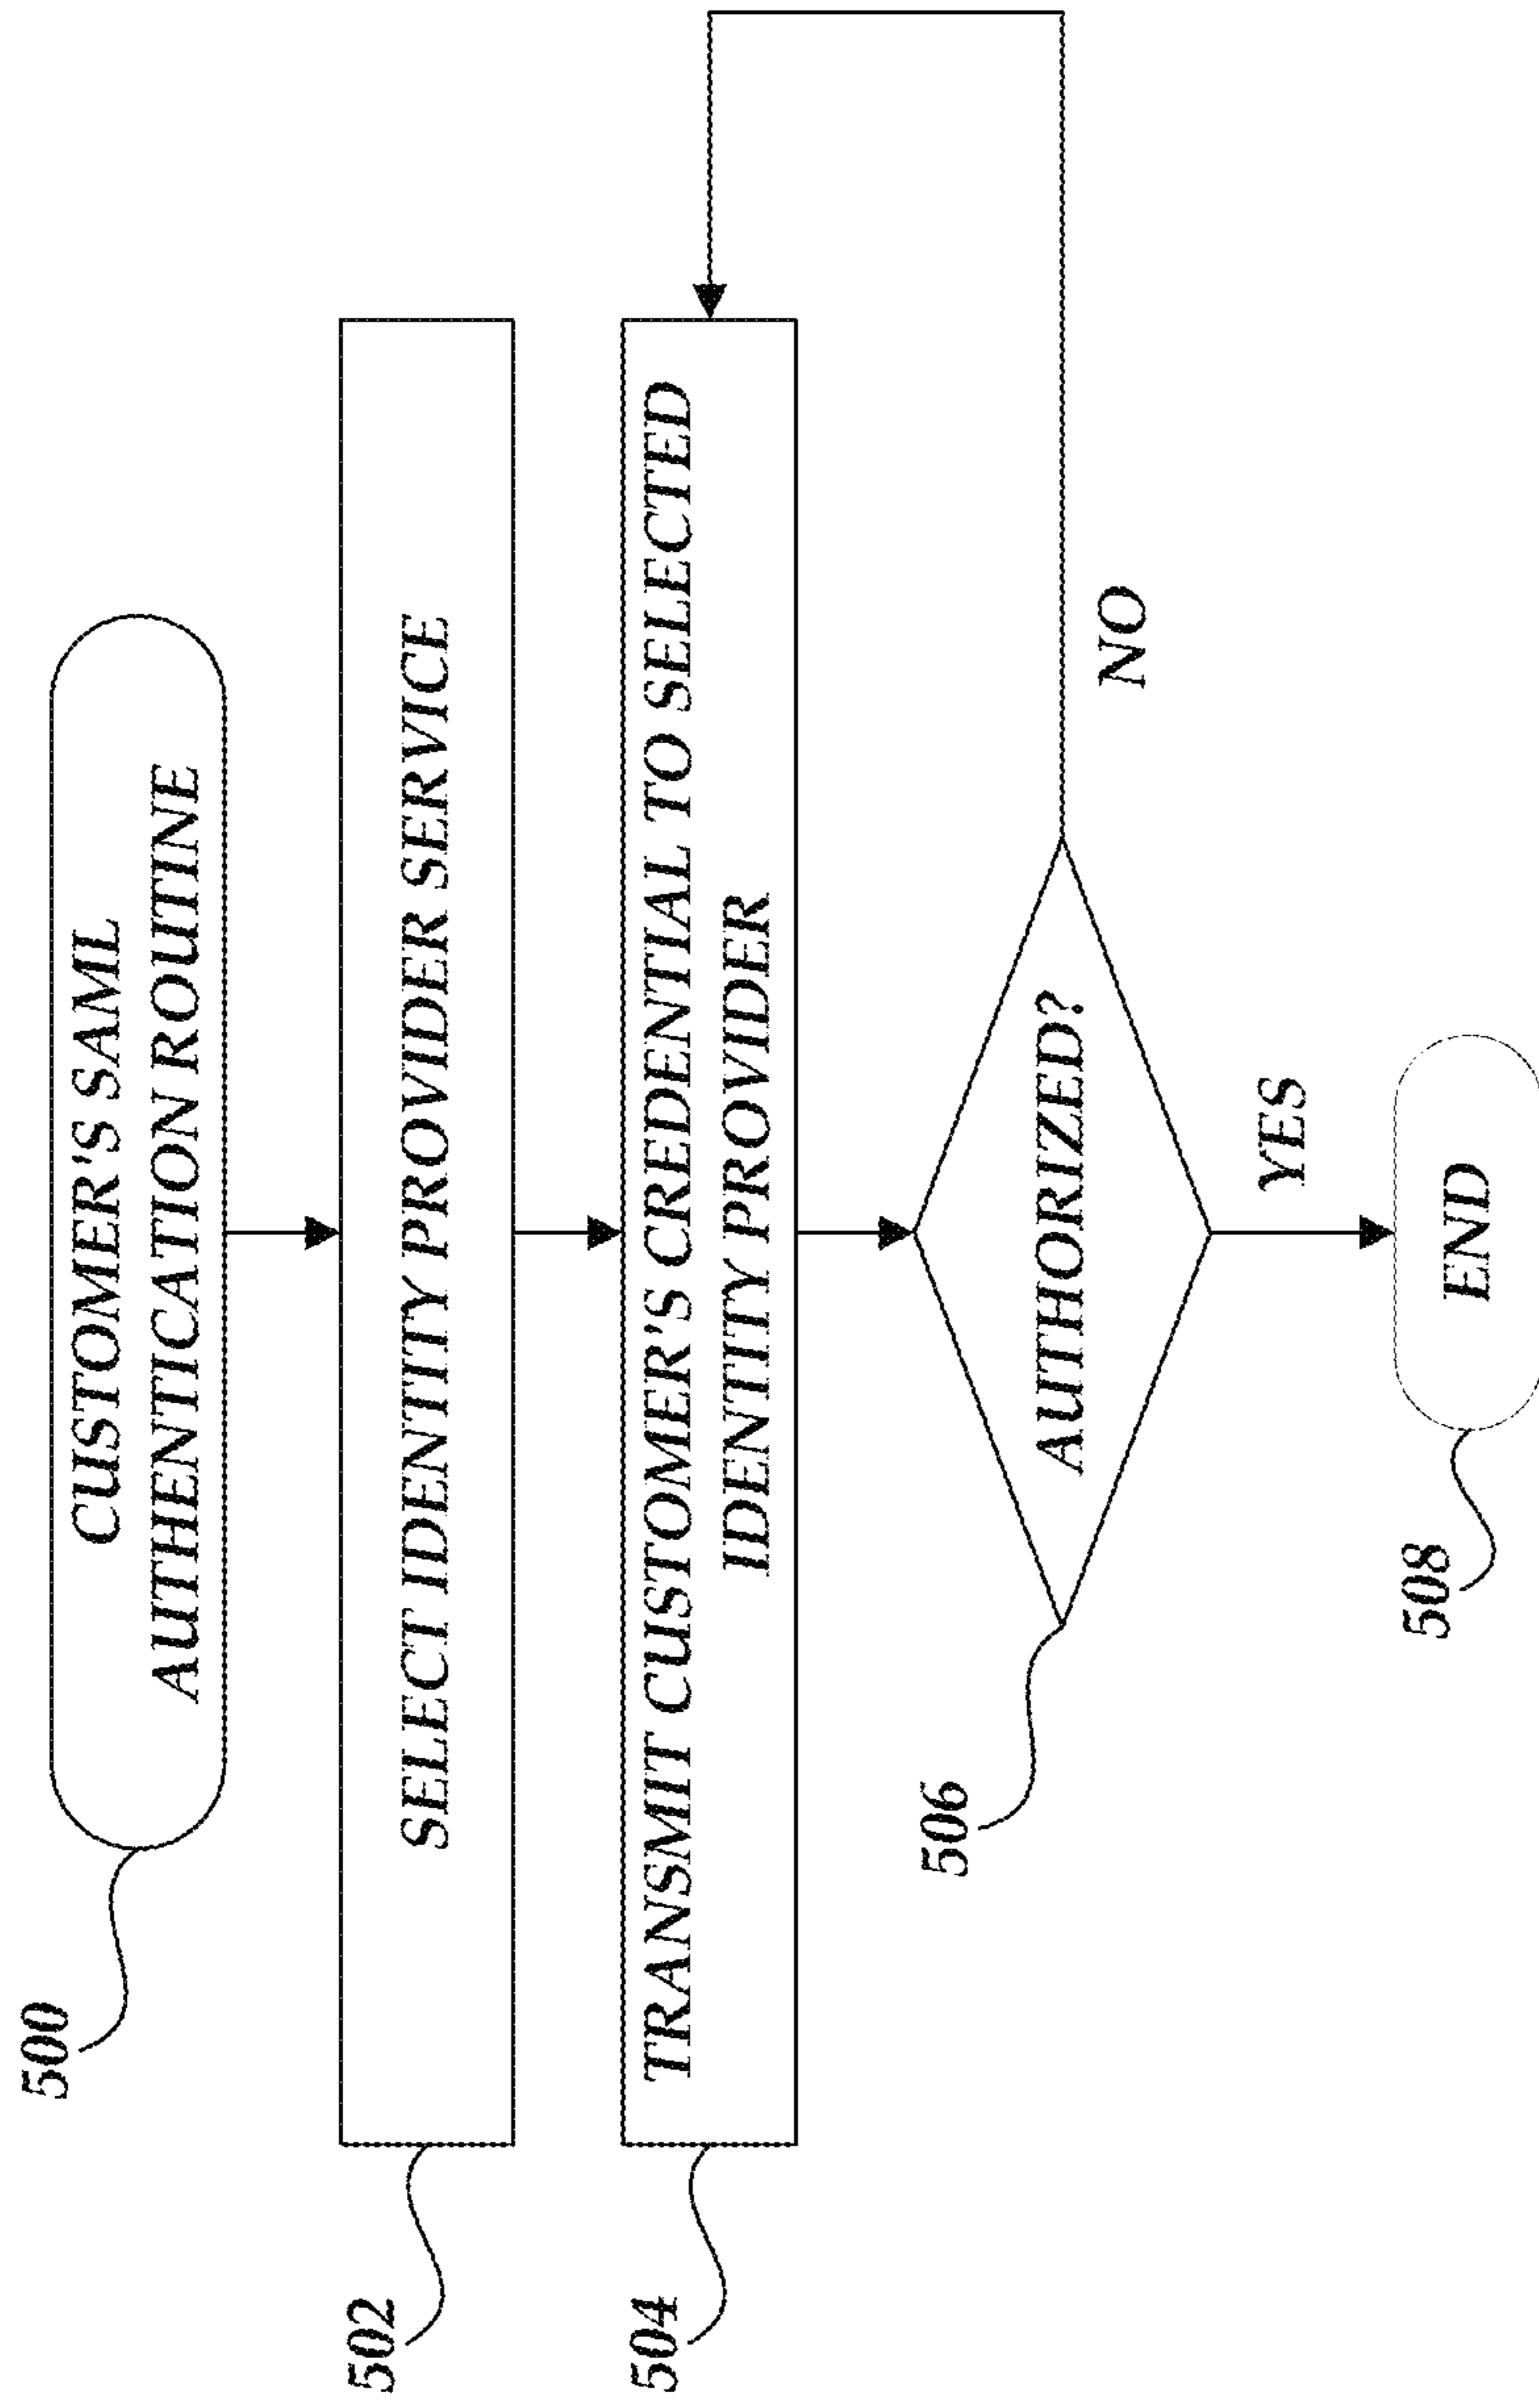 500
CUSTOMER'S SAML
AUTHENTICATION ROUTINE
502
SELECT IDENTITY PROVIDER SERVICE
504
TRANSMIT CUSTOMER'S CREDENTIAL TO SELECTED
IDENTITY PROVIDER
506
AUTHORIZED?
NO
YES
508
END